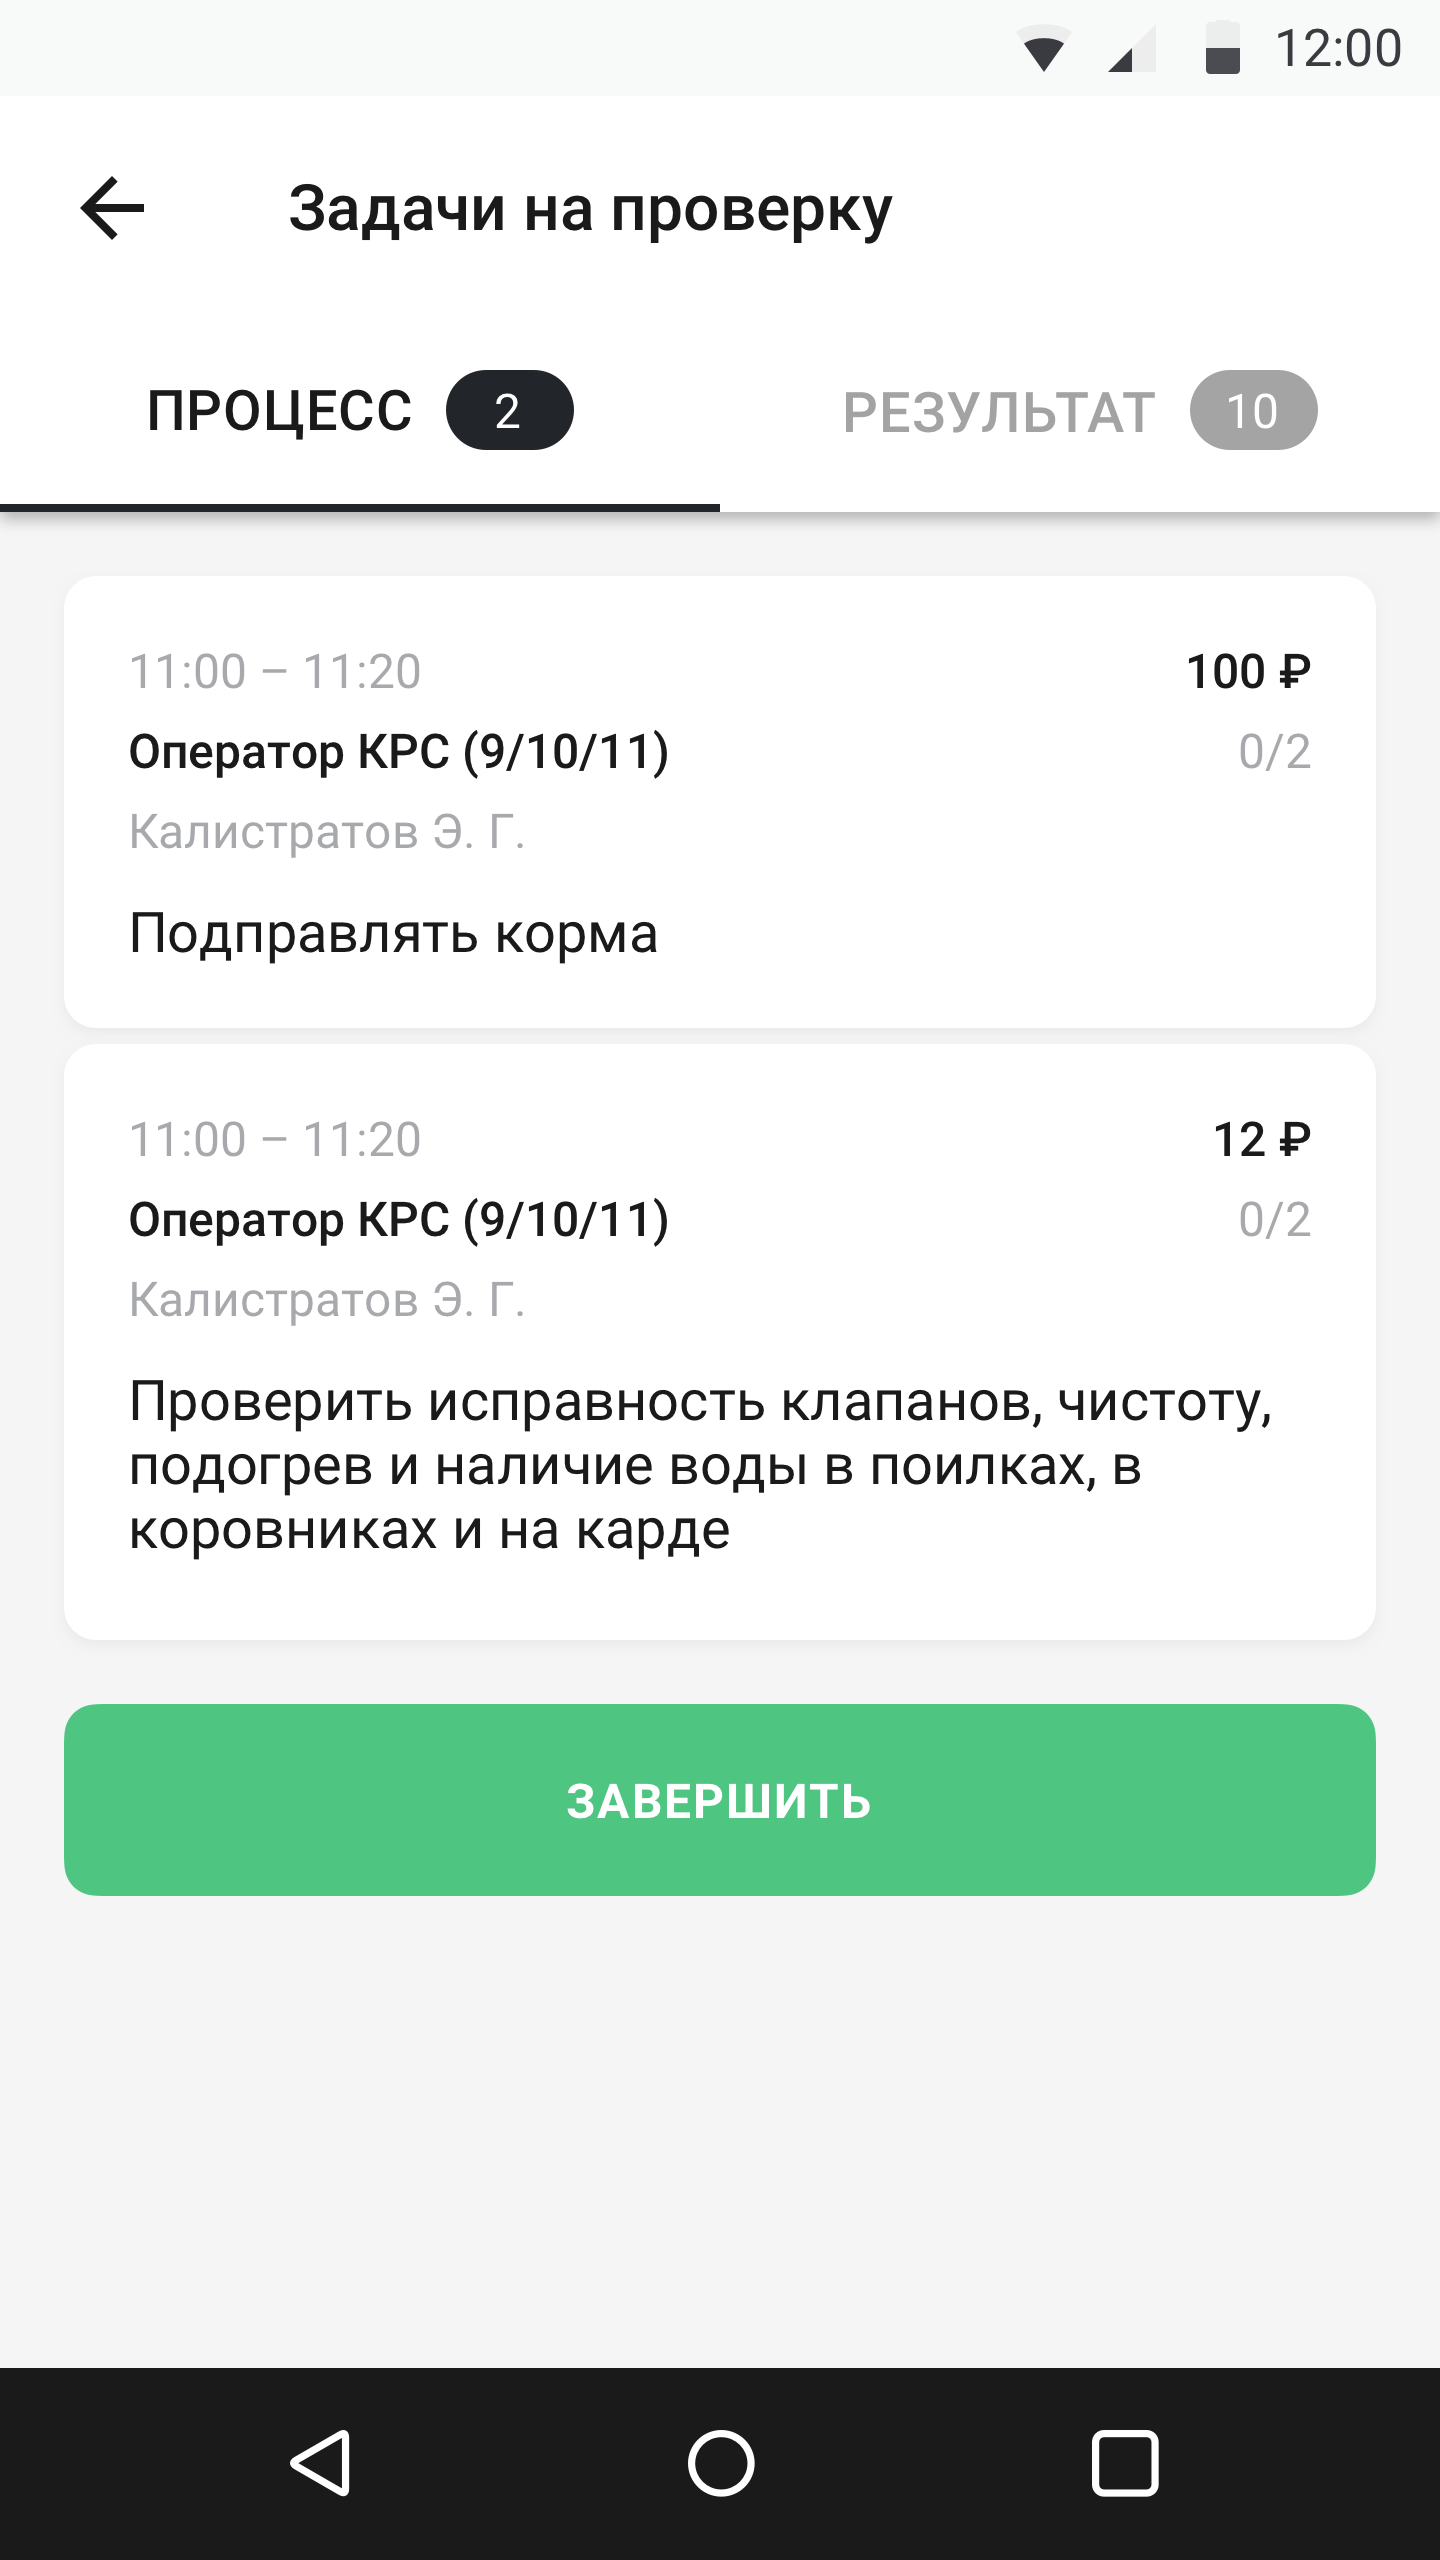 12:00
Задачи на проверку
ПРОЦЕСС 2
РЕЗУЛЬТАТ 10
11:00 – 11:20 100 ₽
Оператор КРС (9/10/11) 0/2
Калистратов Э. Г.
Подправлять корма
11:00 – 11:20 12 ₽
Оператор КРС (9/10/11) 0/2
Калистратов Э. Г.
Проверить исправность клапанов, чистоту,
подогрев и наличие воды в поилках, в
коровниках и на карде
ЗАВЕРШИТЬ